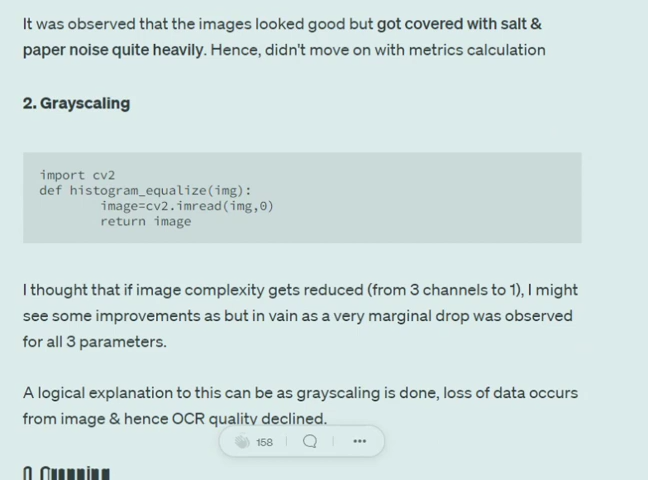 It was observed that the images looked good but got covered with salt &
paper noise quite heavily. Hence, didn't move on with metrics calculation
2. Grayscaling
import cv2
def histogram_equalize(img):
        image=cv2.imread(img,0)
        return image
I thought that if image complexity gets reduced (from 3 channels to 1), I might
see some improvements as but in vain as a very marginal drop was observed
for all 3 parameters.
A logical explanation to this can be as grayscaling is done, loss of data occurs
from image & hence OCR quality declined.
158